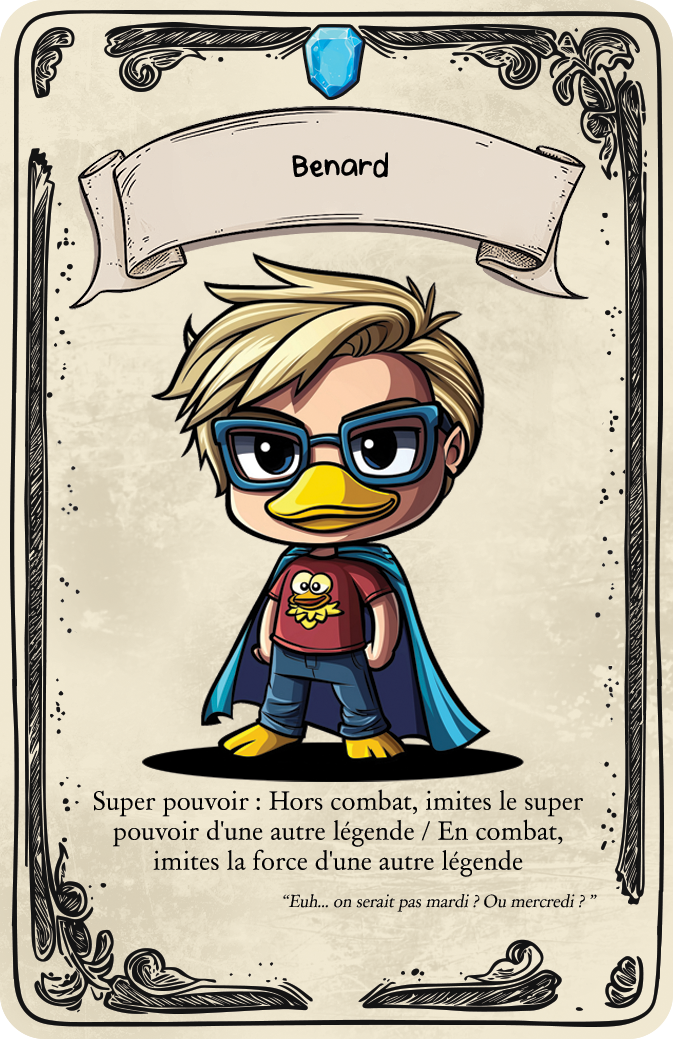 Benard
Super pouvoir : Hors combat, imites le super
pouvoir d'une autre légende / En combat,
imites la force d'une autre légende
“Euh... on serait pas mardi ? Ou mercredi ? ”